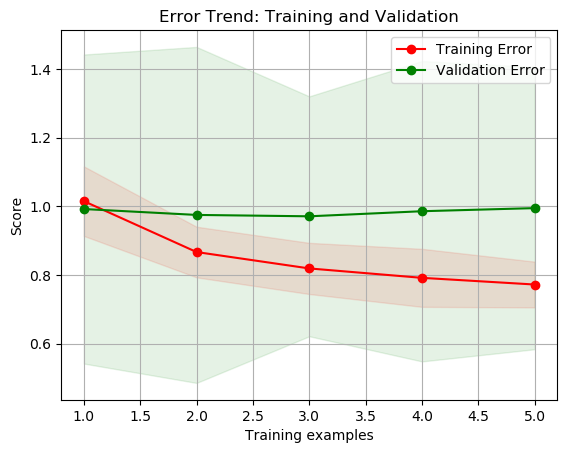 Error Trend: Training and Validation
Training Error
Validation Error
Score
1.4
1.2
1.0
0.8
0.6
1.0 1.5 2.0 2.5 3.0 3.5 4.0 4.5 5.0
Training examples